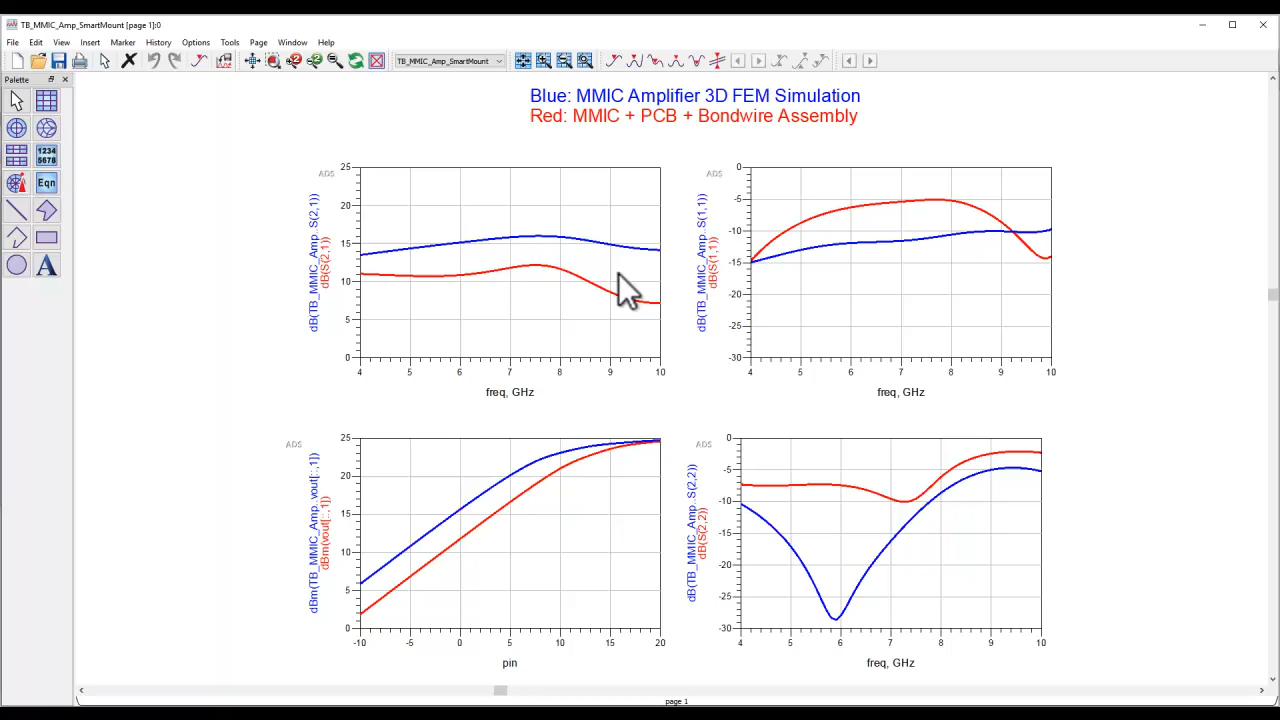 TB_MMIC_Amp_SmartMount [page 1]:0
File Edit View Insert Marker History Options Tools Page Window Help
TB_MMIC_Amp_SmartMount
Palette
1234
5678
Eqn
A
Blue: MMIC Amplifier 3D FEM Simulation
Red: MMIC + PCB + Bondwire Assembly
ADS
dB(TB_MMIC_Amp..S(2,1))
dB(S(2,1))
25
20
15
10
5
0
4 5 6 7 8 9 10
freq, GHz
ADS
dB(TB_MMIC_Amp..S(1,1))
dB(S(1,1))
0
-5
-10
-15
-20
-25
-30
4 5 6 7 8 9 10
freq, GHz
ADS
dBm(TB_MMIC_Amp..vout[::,1])
dBm(vout[::,1])
25
20
15
10
5
0
-10 -5 0 5 10 15 20
pin
ADS
dB(TB_MMIC_Amp..S(2,2))
dB(S(2,2))
0
-5
-10
-15
-20
-25
-30
4 5 6 7 8 9 10
freq, GHz
page 1